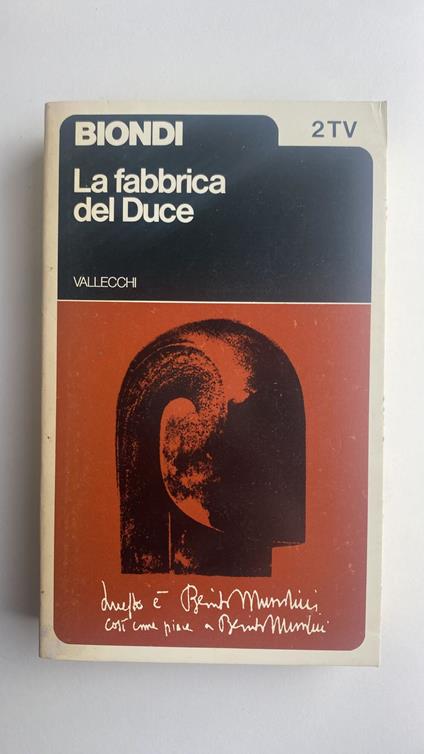 BIONDI
2TV
La fabbrica
del Duce
VALLECCHI
Questo è Benito Mussolini
così come piace a Benito Mussolini